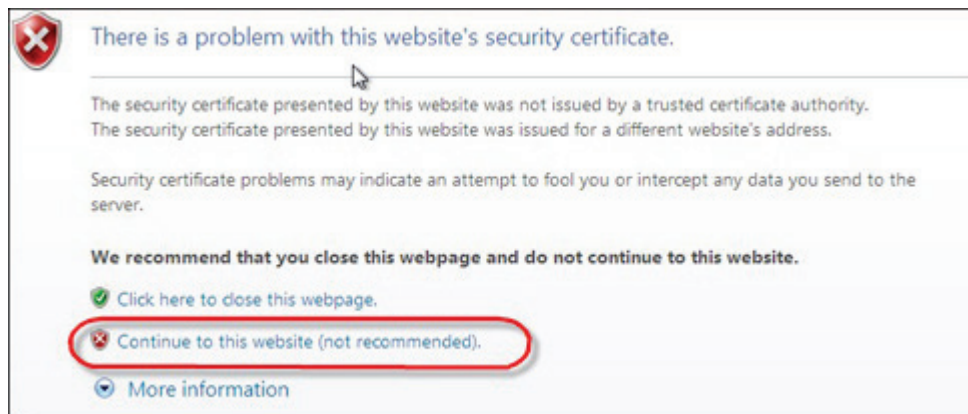 There is a problem with this website's security certificate.
The security certificate presented by this website was not issued by a trusted certificate authority.
The security certificate presented by this website was issued for a different website's address.
Security certificate problems may indicate an attempt to fool you or intercept any data you send to the
server.
We recommend that you close this webpage and do not continue to this website.
Click here to close this webpage.
Continue to this website (not recommended).
More information